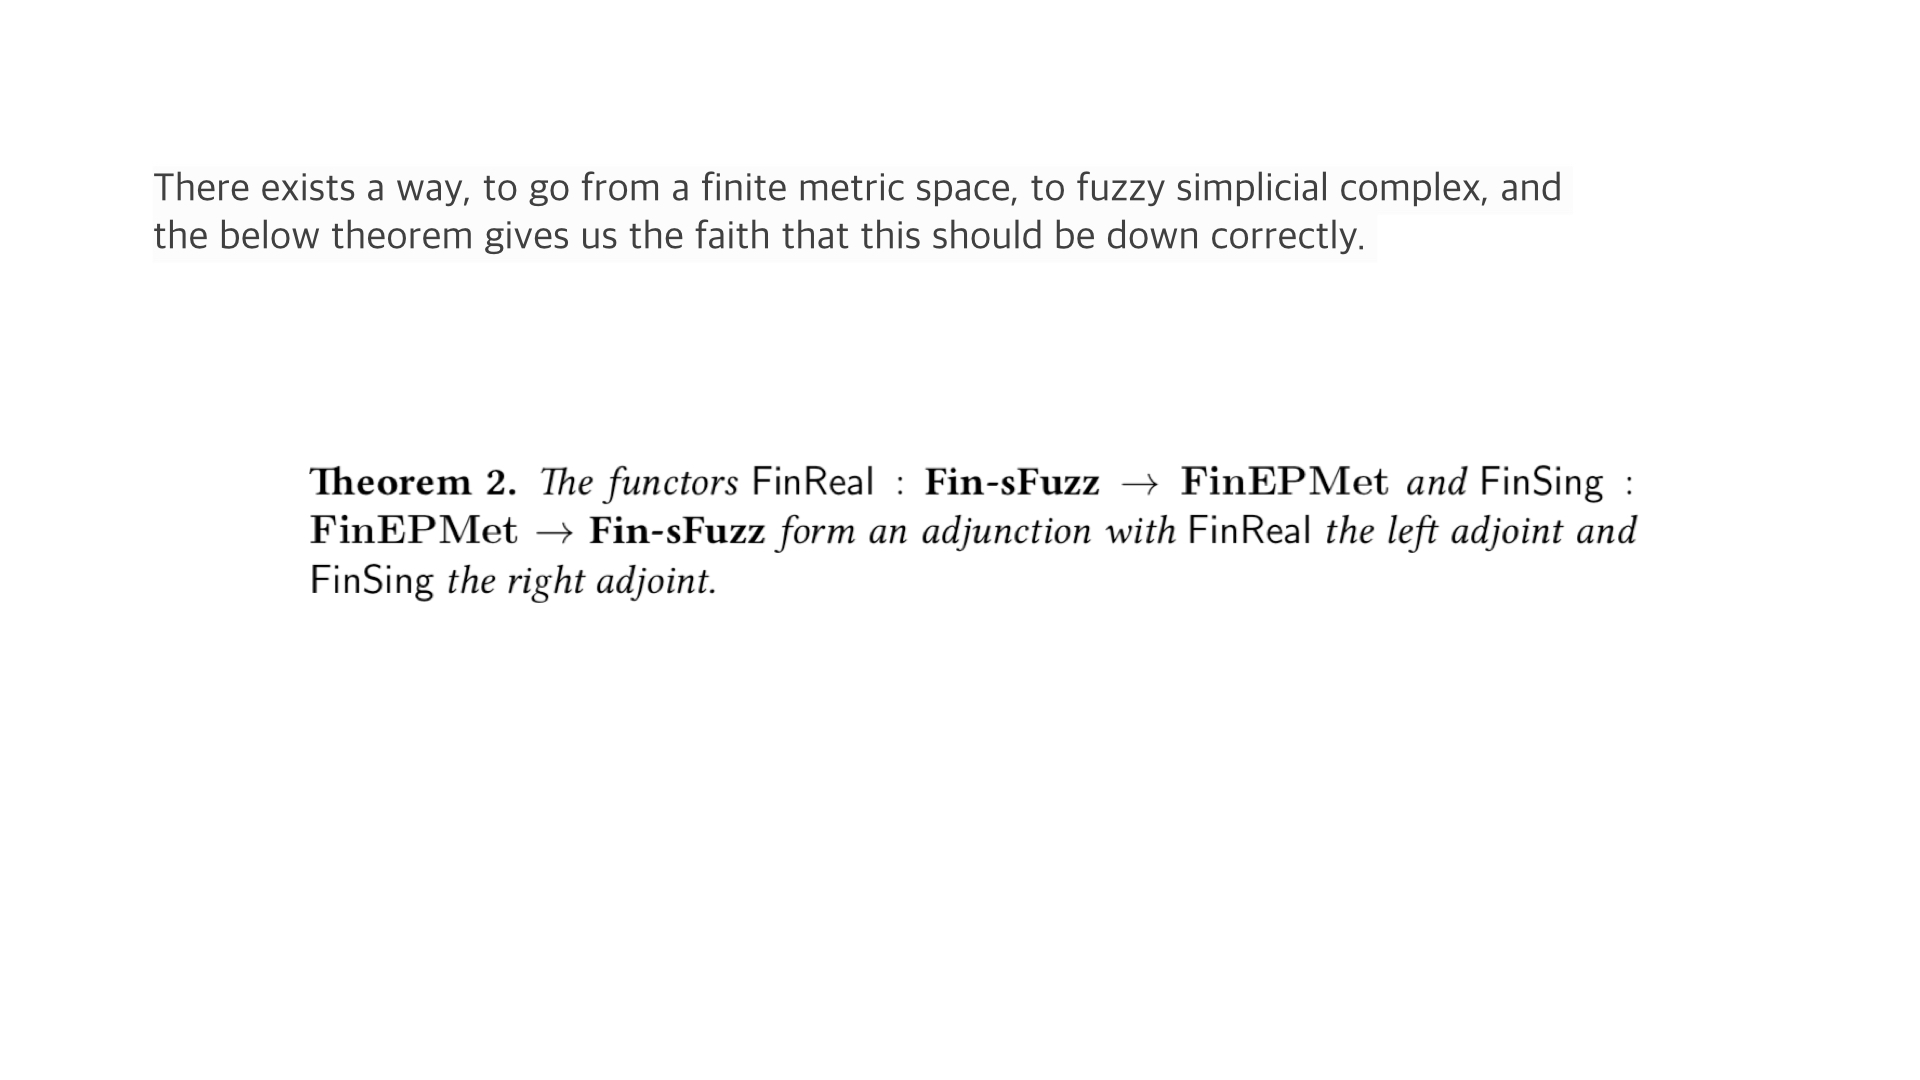 There exists a way, to go from a finite metric space, to fuzzy simplicial complex, and
the below theorem gives us the faith that this should be down correctly.
Theorem 2. The functors FinReal : Fin-sFuzz → FinEPMet and FinSing :
FinEPMet → Fin-sFuzz form an adjunction with FinReal the left adjoint and
FinSing the right adjoint.